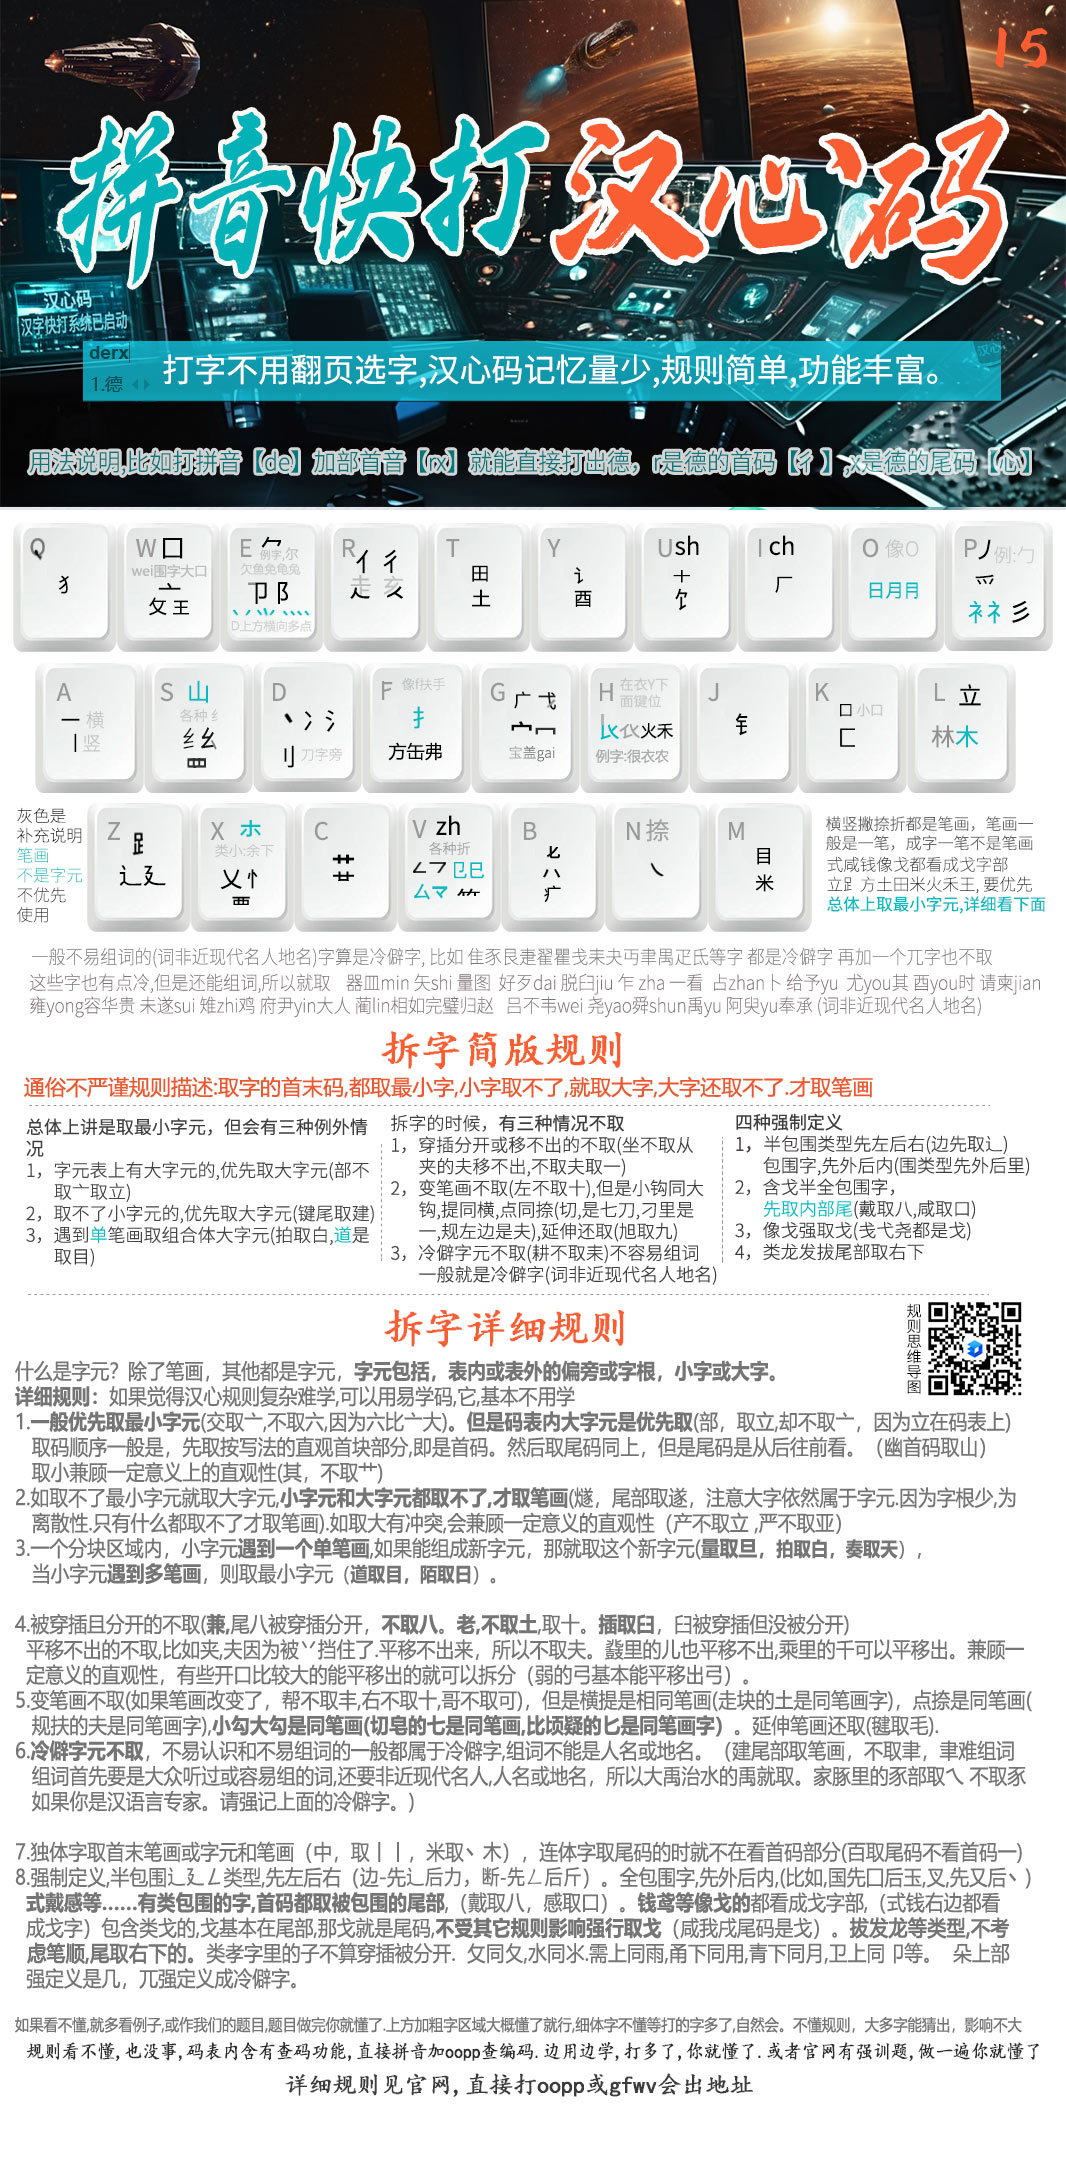 15
拼音快打汉心码
汉心码
汉字快打系统已启动
derx
1.德
打字不用翻页选字,汉心码记忆量少,规则简单,功能丰富。
用法说明,比如打拼音【de】加部首音【rx】就能直接打出德。r是德的首码【彳】,x是德的尾码【心】
Q 犭
W 囗
wei围字大口
亠
攵 王
E ⺈
例字,尔
欠鱼免龟兔
卩 阝
D上方横向多点
R 亻 彳
走 亥
T 田 土
Y 讠 酉
U sh 十 饣
I ch 厂
O 像O
日月⺝
P 丿 例:勹
爫
衤礻 彡
A 一 横
丨 竖
S 山
各种 纟
纟 幺
罒
D 丶 冫 氵
刂 刀字旁
F 像f扶手
扌
方缶弗
G 广 弋
宀 冖
宝盖gai
H 在衣Y下
面键位
火禾
例字:很衣农
J 钅
K 口 小口
匚
L 立
林木
灰色是
补充说明
笔画
不是字元
不优先
使用
Z ⻊
辶廴
X 朩
类小:余下
乂 忄
覀
C 艹
V zh
各种折
㔾巳
厶龴 ⺮
B 𠤎
八
疒
N 捺
㇏
M 目
米
横竖撇捺折都是笔画，笔画一
般是一笔，成字一笔不是笔画
式咸钱像戈都看成戈字部
立⻊方土田米火禾王, 要优先
总体上取最小字元,详细看下面
一般不易组词的(词非近现代名人地名)字算是冷僻字, 比如 隹豕艮疌翟瞿戋耒夬丏聿禺疋氐等字 都是冷僻字 再加一个兀字也不取
这些字也有点冷,但是还能组词,所以就取 器皿min 矢shi 量图 好歹dai 脱臼jiu 乍 zha 一看 占zhan卜 给予yu 尤you其 酉you时 请柬jian
雍yong容华贵 未遂sui 雉zhi鸡 府尹yin大人 蔺lin相如完璧归赵 吕不韦wei 尧yao舜shun禹yu 阿臾yu奉承 (词非近现代名人地名)
拆字简版规则
通俗不严谨规则描述:取字的首末码,都取最小字,小字取不了,就取大字,大字还取不了.才取笔画
总体上讲是取最小字元，但会有三种例外情
况
1，字元表上有大字元的,优先取大字元(部不
取亠取立)
2，取不了小字元的,优先取大字元(键尾取建)
3，遇到单笔画取组合体大字元(拍取白,道是
取目)
拆字的时候，有三种情况不取
1，穿插分开或移不出的不取(坐不取从
夹的夫移不出,不取夫取一)
2，变笔画不取(左不取十),但是小钩同大
钩,提同横,点同捺(切,是七刀,刁里是
一,规左边是夫),延伸还取(旭取九)
3，冷僻字元不取(耕不取耒)不容易组词
一般就是冷僻字(词非近现代名人地名)
四种强制定义
1，半包围类型先左后右(边先取辶)
包围字,先外后内(围类型先外后里)
2，含戈半全包围字，
先取内部尾(戴取八,咸取口)
3，像戈强取戈(戋弋尧都是戈)
4，类龙发拔尾部取右下
拆字详细规则
规则思维导图
什么是字元？除了笔画，其他都是字元，字元包括，表内或表外的偏旁或字根，小字或大字。
详细规则：如果觉得汉心规则复杂难学,可以用易学码,它,基本不用学
1.一般优先取最小字元(交取亠,不取六,因为六比亠大)。但是码表内大字元是优先取(部，取立,却不取亠，因为立在码表上)
取码顺序一般是，先取按写法的直观首块部分,即是首码。然后取尾码同上，但是尾码是从后往前看。（幽首码取山）
取小兼顾一定意义上的直观性(其，不取艹)
2.如取不了最小字元就取大字元,小字元和大字元都取不了,才取笔画(燧，尾部取遂，注意大字依然属于字元.因为字根少,为
离散性.只有什么都取不了才取笔画).如取大有冲突,会兼顾一定意义的直观性（产不取立 ,严不取亚）
3.一个分块区域内，小字元遇到一个单笔画,如果能组成新字元，那就取这个新字元(量取旦，拍取白，奏取天），
当小字元遇到多笔画，则取最小字元（道取目，陌取日）。
4.被穿插且分开的不取(兼,尾八被穿插分开，不取八。老,不取土,取十。插取臼，臼被穿插但没被分开)
平移不出的不取,比如夹,夫因为被丷挡住了.平移不出来，所以不取夫。鼗里的儿也平移不出,乘里的千可以平移出。兼顾一
定意义的直观性，有些开口比较大的能平移出的就可以拆分（弱的弓基本能平移出弓）。
5.变笔画不取(如果笔画改变了，帮不取丰,右不取十,哥不取可)，但是横提是相同笔画(走块的土是同笔画字)，点捺是同笔画(
规扶的夫是同笔画字),小勾大勾是同笔画(切皂的七是同笔画,比顷疑的匕是同笔画字）。延伸笔画还取(毽取毛).
6.冷僻字元不取，不易认识和不易组词的一般都属于冷僻字,组词不能是人名或地名。（建尾部取笔画，不取聿，聿难组词
组词首先要是大众听过或容易组的词,还要非近现代名人,人名或地名，所以大禹治水的禹就取。家豚里的豕部取㇏ 不取豕
如果你是汉语言专家。请强记上面的冷僻字。)
7.独体字取首末笔画或字元和笔画（中，取丨丨，米取丶木），连体字取尾码的时就不在看首码部分(百取尾码不看首码一)
8.强制定义,半包围辶廴𠃊类型,先左后右（边-先辶后力，断-先𠃊后斤）。全包围字,先外后内,(比如,国先囗后玉,叉,先又后丶)
式戴感等……有类包围的字,首码都取被包围的尾部,（戴取八，感取口）。钱鸢等像戈的都看成戈字部,（式钱右边都看
成戈字）包含类戈的,戈基本在尾部,那戈就是尾码,不受其它规则影响强行取戈（咸我戌尾码是戈）。拔发龙等类型,不考
虑笔顺,尾取右下的。类孝字里的子不算穿插被分开. 攵同夂,水同氺.需上同雨,甬下同用,青下同月,卫上同卩等。 朵上部
强定义是几，兀强定义成冷僻字。
如果看不懂,就多看例子,或作我们的题目,题目做完你就懂了.上方加粗字区域大概懂了就行,细体字不懂等打的字多了,自然会。不懂规则，大多字能猜出，影响不大
规则看不懂,也没事,码表内含有查码功能,直接拼音加oopp查编码.边用边学,打多了,你就懂了.或者官网有强训题,做一遍你就懂了
详细规则见官网,直接打oopp或gfwv会出地址